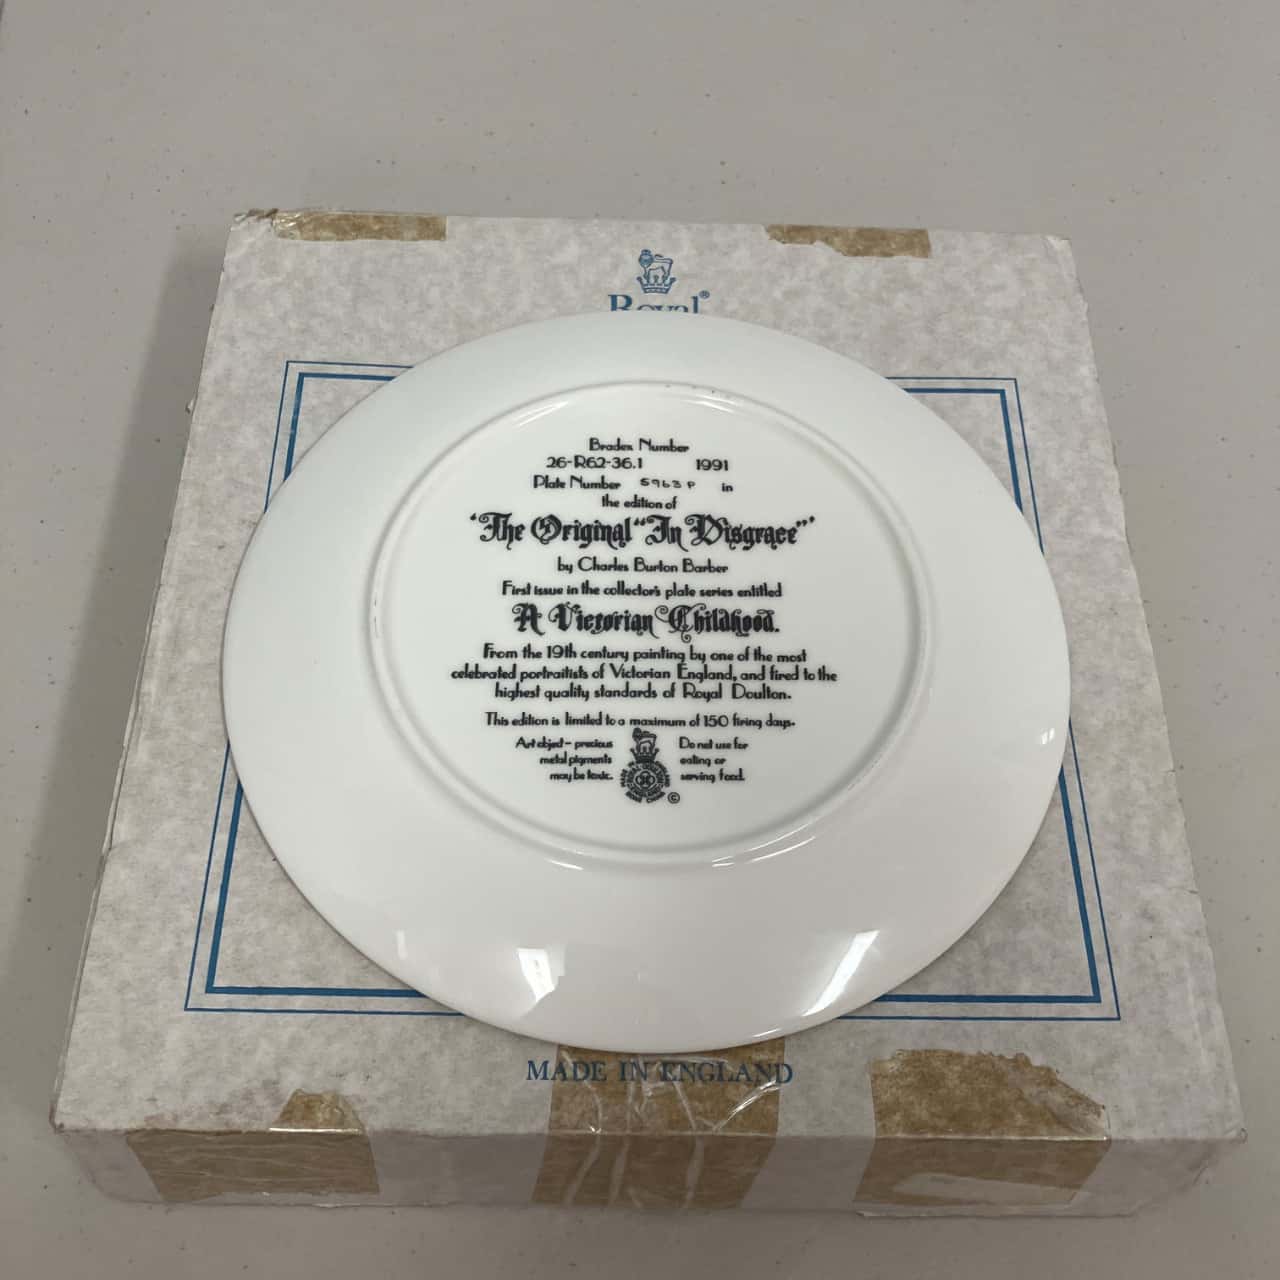 Royal®
Bradex Number
26-R62-36.1 1991
Plate Number 5963 P in
the edition of
'The Original "In Disgrace"'
by Charles Burton Barber
First issue in the collector's plate series entitled
A Victorian Childhood.
From the 19th century painting by one of the most
celebrated portraitists of Victorian England, and fired to the
highest quality standards of Royal Doulton.
This edition is limited to a maximum of 150 firing days.
Art object – precious
metal pigments
may be toxic.
Do not use for
eating or
serving food.
©
MADE IN ENGLAND